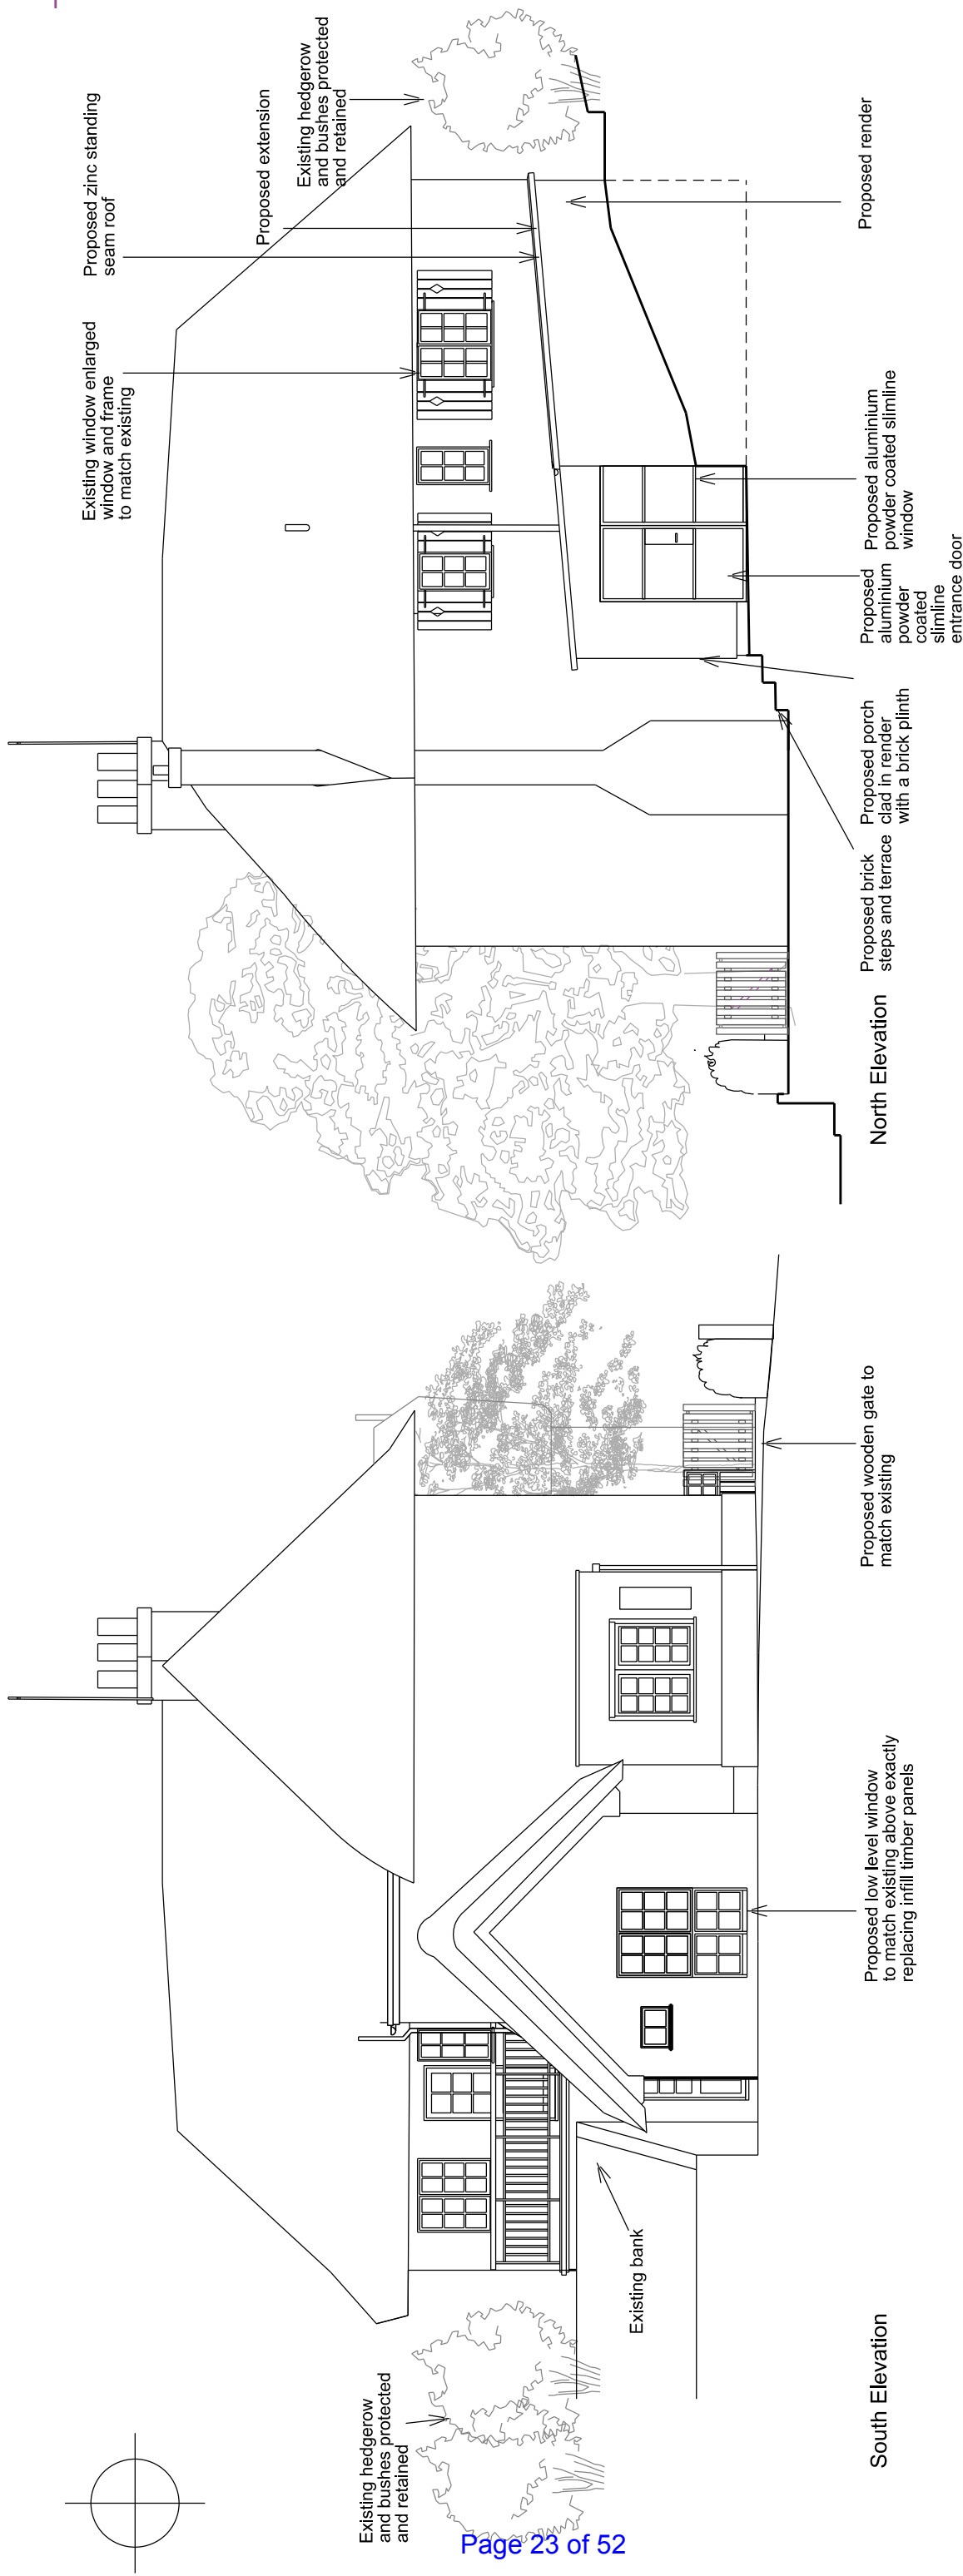 Existing hedgerow
and bushes protected
and retained
Existing bank
Proposed low level window
to match existing above exactly
replacing infill timber panels
Proposed wooden gate to
match existing
South Elevation
Existing window enlarged
window and frame
to match existing
Proposed zinc standing
seam roof
Proposed extension
Existing hedgerow
and bushes protected
and retained
Proposed brick
steps and terrace
Proposed porch
clad in render
with a brick plinth
Proposed
aluminium
powder
coated
slimline
entrance door
Proposed aluminium
powder coated slimline
window
Proposed render
North Elevation
Page 23 of 52